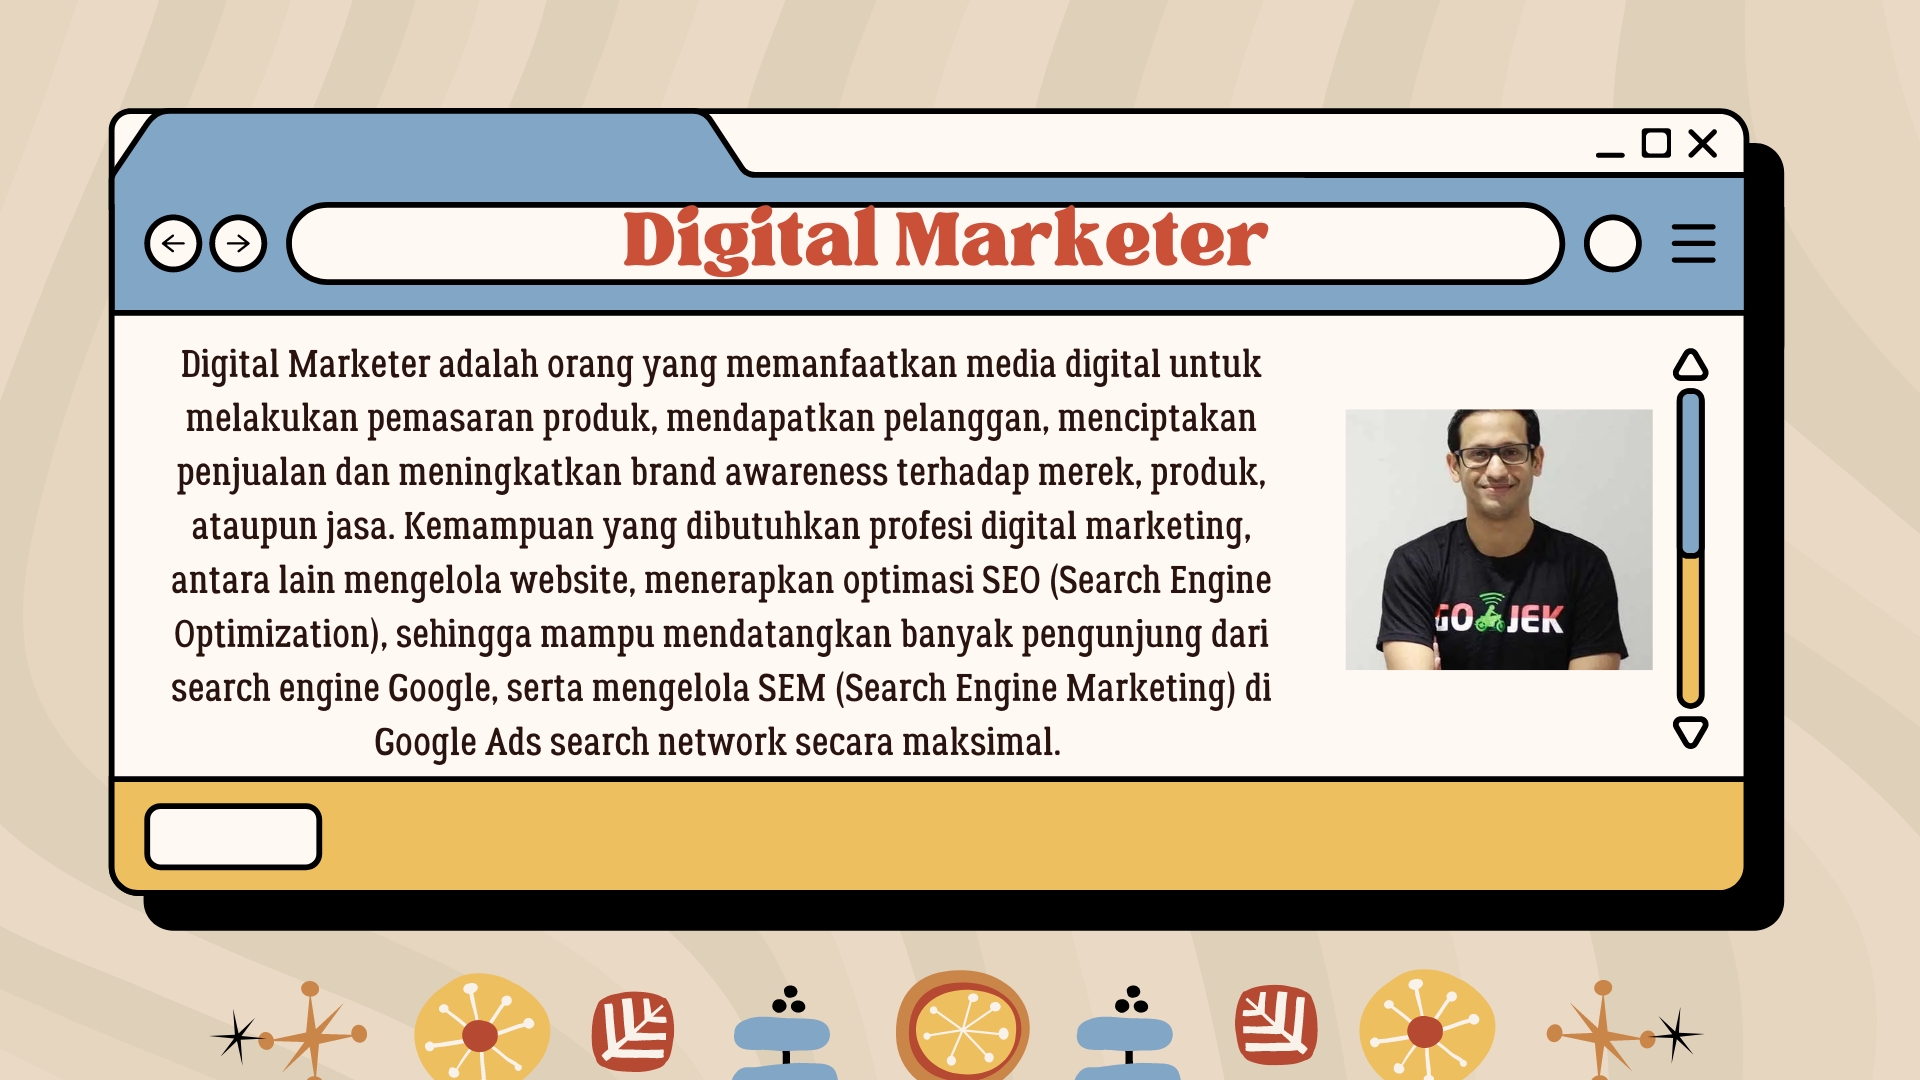 Digital Marketer
Digital Marketer adalah orang yang memanfaatkan media digital untuk
melakukan pemasaran produk, mendapatkan pelanggan, menciptakan
penjualan dan meningkatkan brand awareness terhadap merek, produk,
ataupun jasa. Kemampuan yang dibutuhkan profesi digital marketing,
antara lain mengelola website, menerapkan optimasi SEO (Search Engine
Optimization), sehingga mampu mendatangkan banyak pengunjung dari
search engine Google, serta mengelola SEM (Search Engine Marketing) di
Google Ads search network secara maksimal.
GO JEK